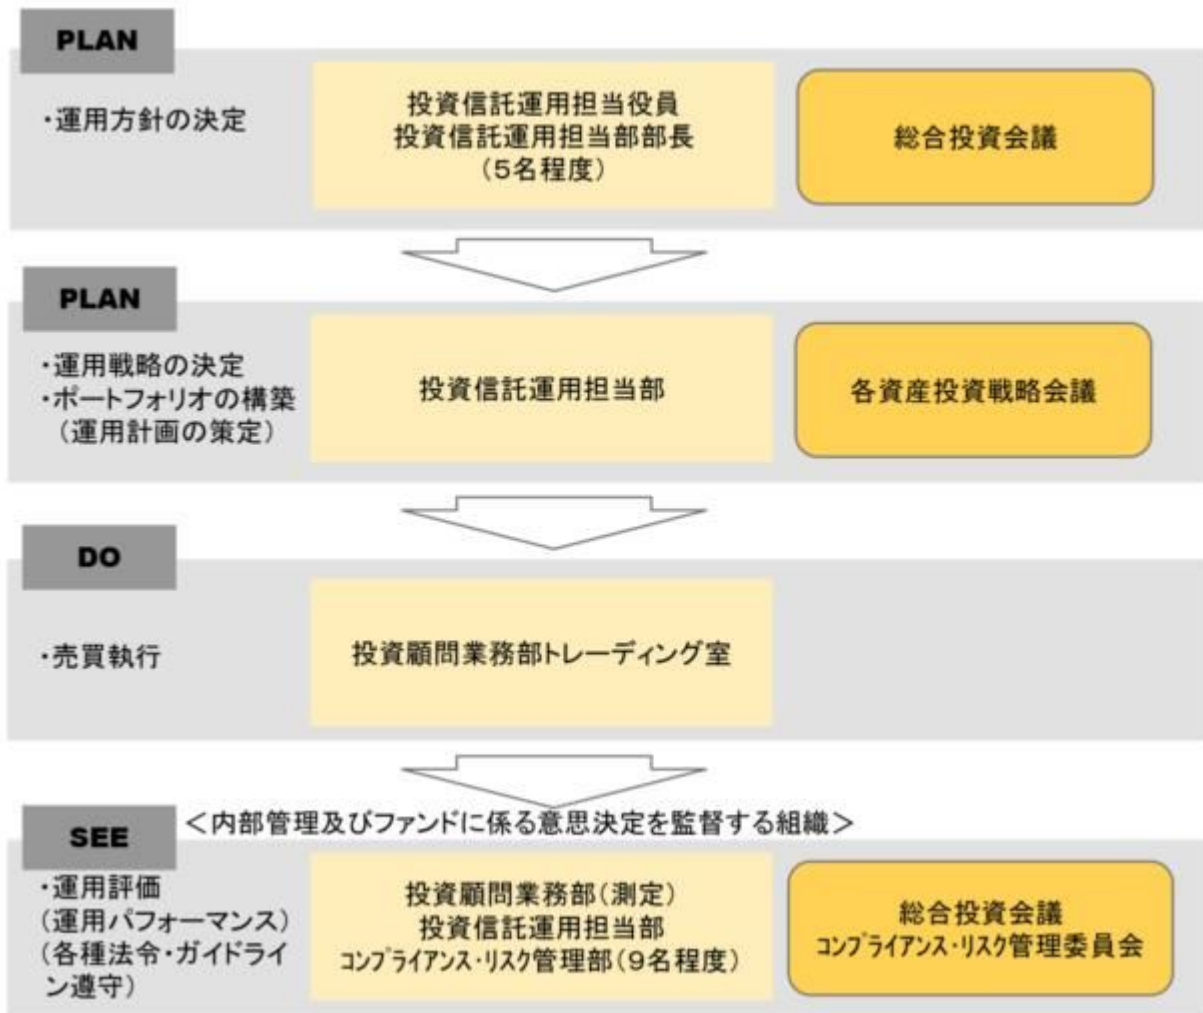 PLAN
・運用方針の決定
投資信託運用担当役員
投資信託運用担当部部長
（5名程度）
総合投資会議
PLAN
・運用戦略の決定
・ポートフォリオの構築
（運用計画の策定）
投資信託運用担当部
各資産投資戦略会議
DO
・売買執行
投資顧問業務部トレーディング室
SEE
＜内部管理及びファンドに係る意思決定を監督する組織＞
・運用評価
(運用パフォーマンス)
(各種法令・ガイドライ
ン遵守)
投資顧問業務部(測定)
投資信託運用担当部
ｺﾝﾌﾟﾗｲｱﾝｽ･ﾘｽｸ管理部(9名程度)
総合投資会議
ｺﾝﾌﾟﾗｲｱﾝｽ･ﾘｽｸ管理委員会